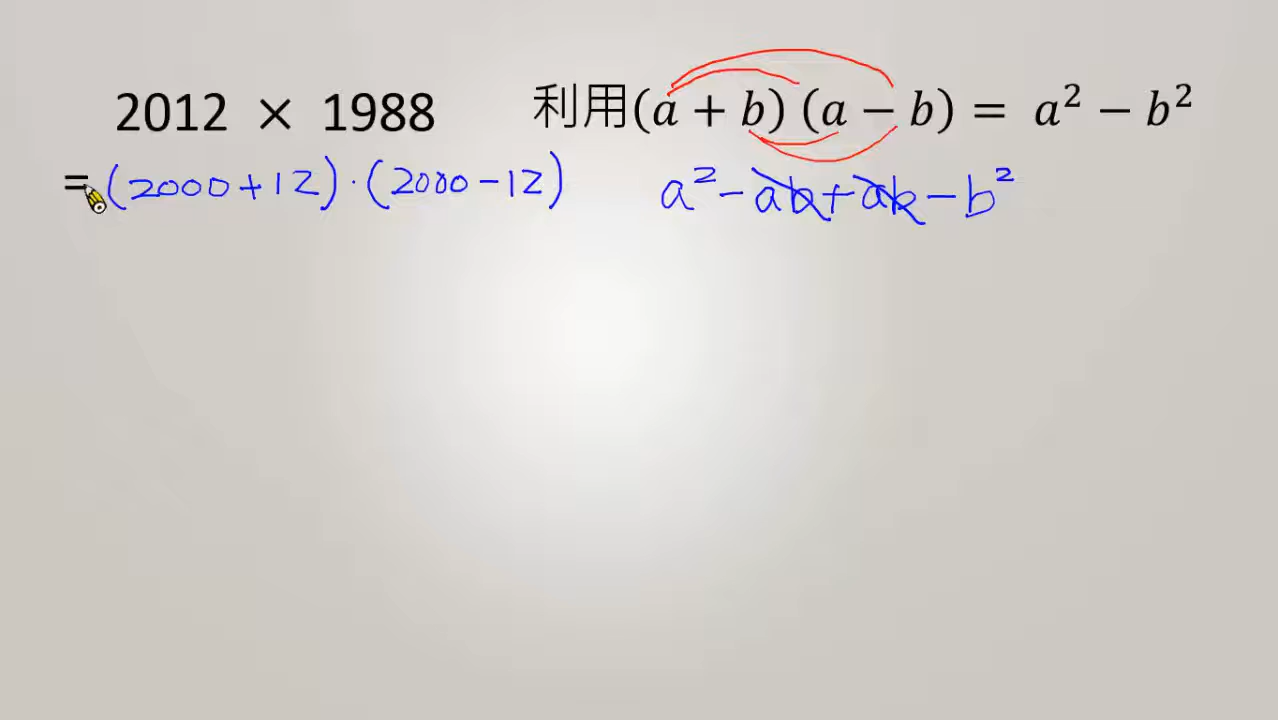 2012 × 1988 利用(a + b)(a − b) = a² − b²
= (2000+12)·(2000−12) a² − ab + ab − b²